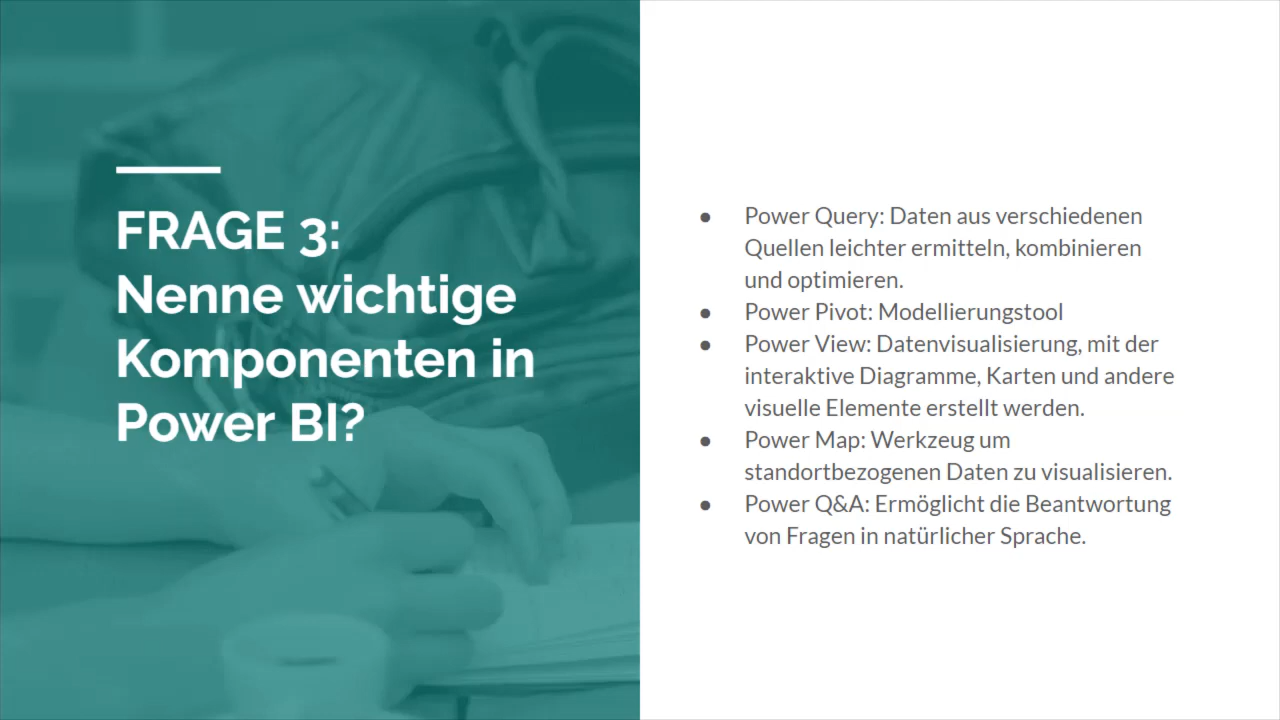 FRAGE 3:
Nenne wichtige
Komponenten in
Power BI?
● Power Query: Daten aus verschiedenen
Quellen leichter ermitteln, kombinieren
und optimieren.
● Power Pivot: Modellierungstool
● Power View: Datenvisualisierung, mit der
interaktive Diagramme, Karten und andere
visuelle Elemente erstellt werden.
● Power Map: Werkzeug um
standortbezogenen Daten zu visualisieren.
● Power Q&A: Ermöglicht die Beantwortung
von Fragen in natürlicher Sprache.